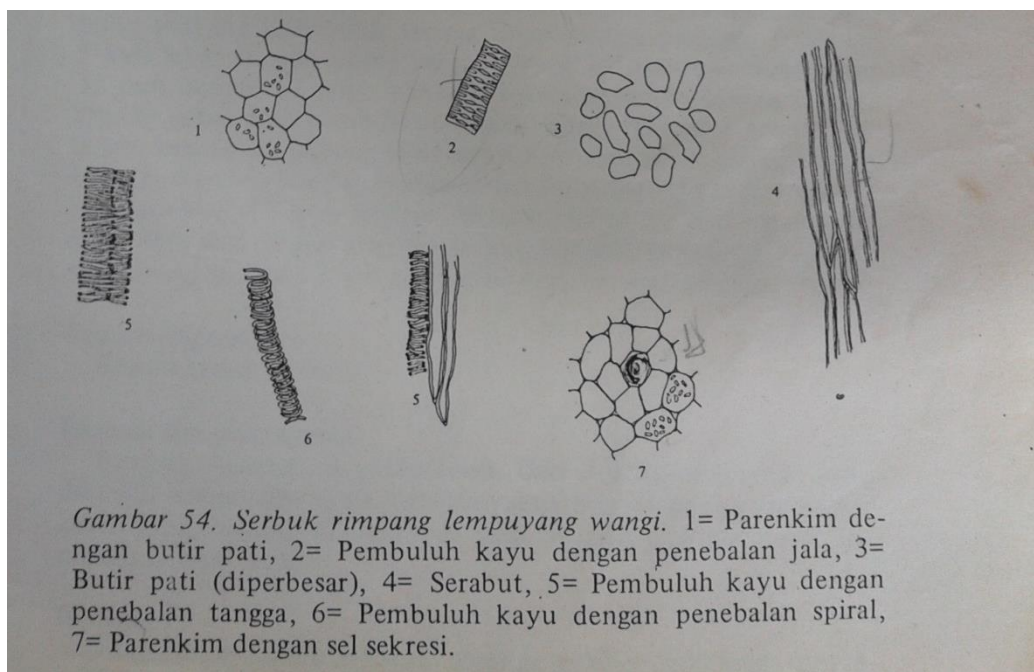 1
2
3
4
5
6
5
7
Gambar 54. Serbuk rimpang lempuyang wangi. 1= Parenkim de-
ngan butir pati, 2= Pembuluh kayu dengan penebalan jala, 3=
Butir pati (diperbesar), 4= Serabut, 5= Pembuluh kayu dengan
penebalan tangga, 6= Pembuluh kayu dengan penebalan spiral,
7= Parenkim dengan sel sekresi.